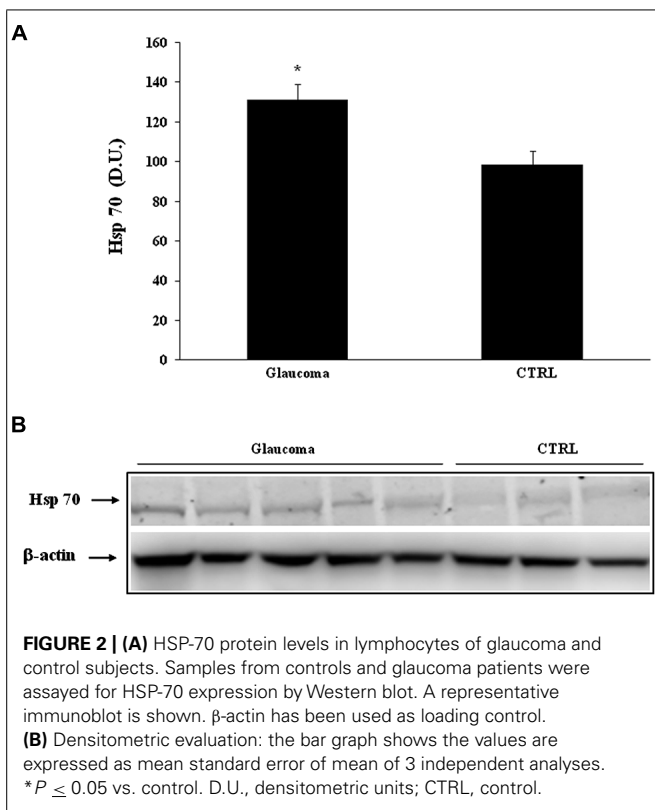 A
160
140
120
100
80
60
40
20
0
Hsp 70 (D.U.)
*
Glaucoma CTRL
B
Glaucoma CTRL
Hsp 70
β-actin
FIGURE 2 | (A) HSP-70 protein levels in lymphocytes of glaucoma and
control subjects. Samples from controls and glaucoma patients were
assayed for HSP-70 expression by Western blot. A representative
immunoblot is shown. β-actin has been used as loading control.
(B) Densitometric evaluation: the bar graph shows the values are
expressed as mean standard error of mean of 3 independent analyses.
*P ≤ 0.05 vs. control. D.U., densitometric units; CTRL, control.